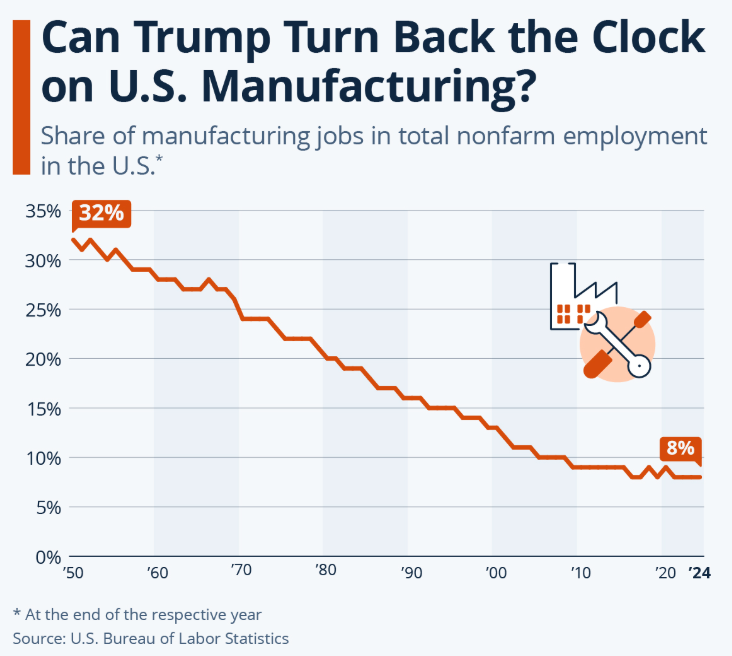 Can Trump Turn Back the Clock
on U.S. Manufacturing?
Share of manufacturing jobs in total nonfarm employment
in the U.S.*
35%
32%
30%
25%
20%
15%
10%
8%
5%
0%
'50 '60 '70 '80 '90 '00 '10 '20 '24
* At the end of the respective year
Source: U.S. Bureau of Labor Statistics